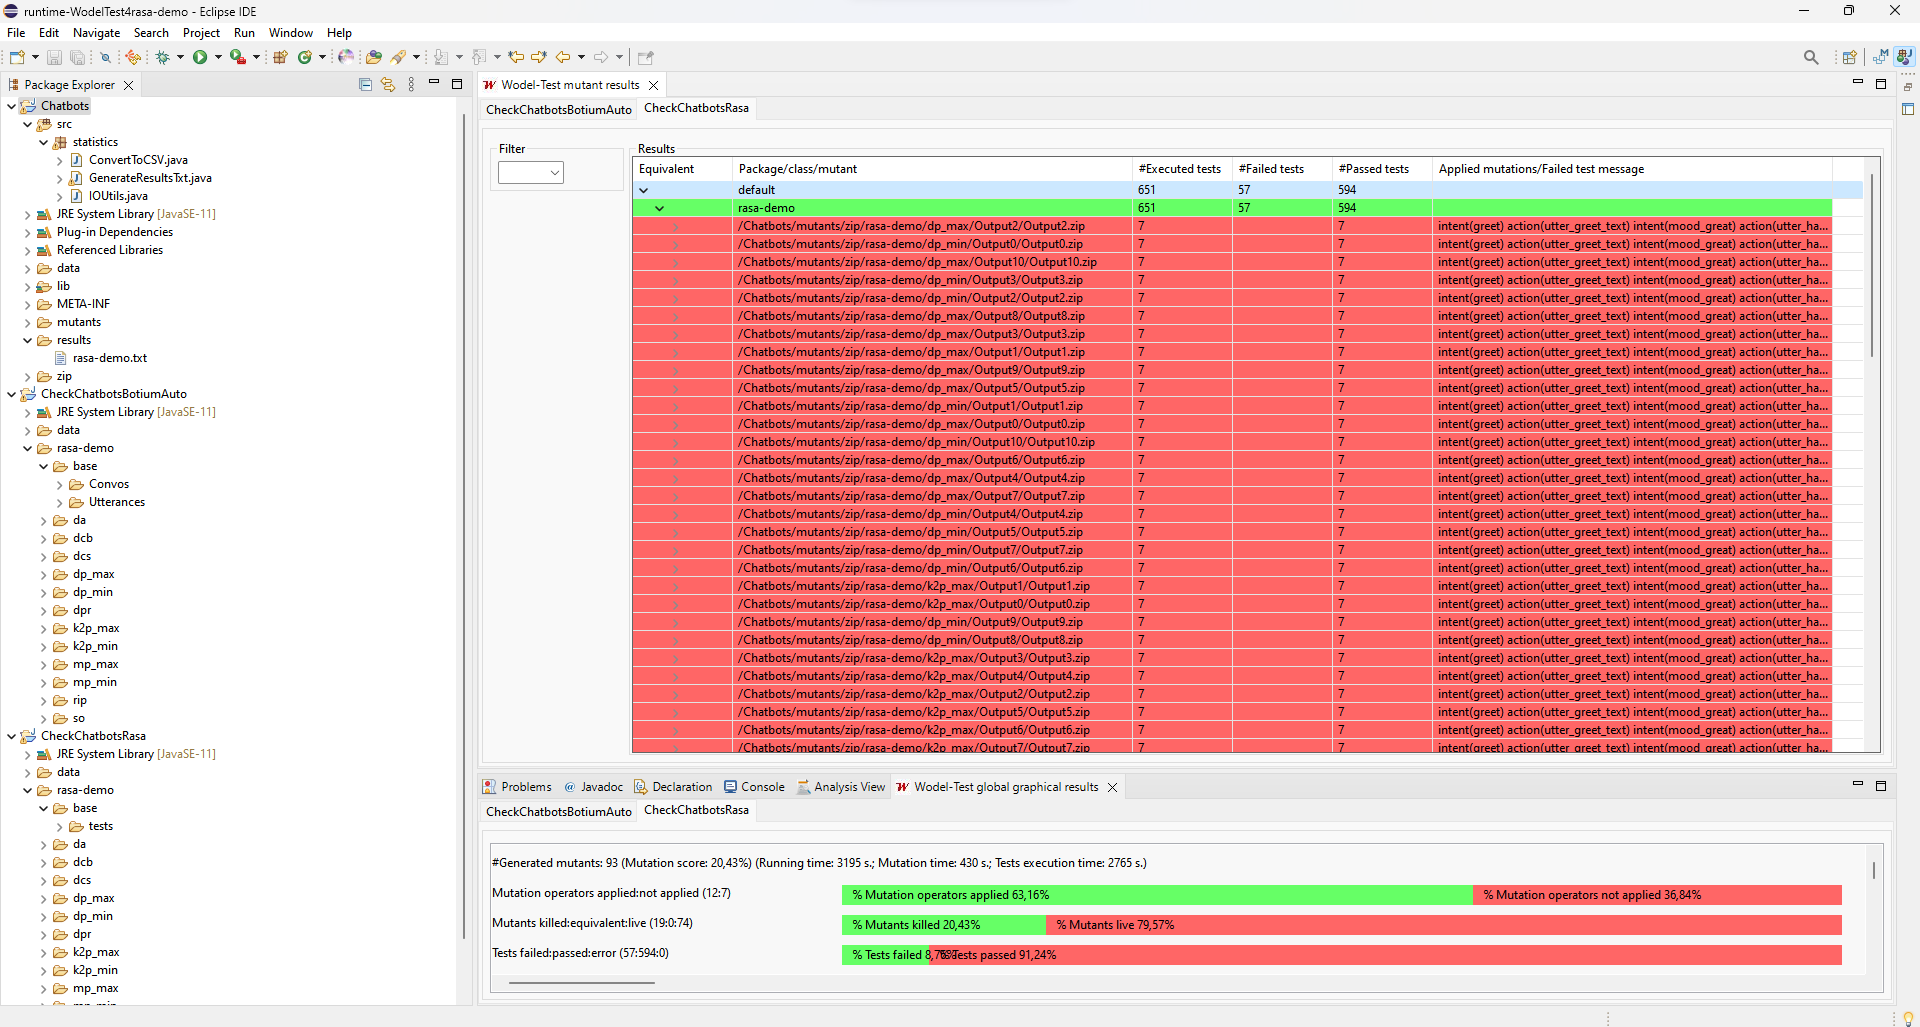 runtime-WodelTest4rasa-demo - Eclipse IDE
File Edit Navigate Search Project Run Window Help
Package Explorer
Chatbots
src
statistics
ConvertToCSV.java
GenerateResultsTxt.java
IOUtils.java
JRE System Library [JavaSE-11]
Plug-in Dependencies
Referenced Libraries
data
lib
META-INF
mutants
results
rasa-demo.txt
zip
CheckChatbotsBotiumAuto
JRE System Library [JavaSE-11]
data
rasa-demo
base
Convos
Utterances
da
dcb
dcs
dp_max
dp_min
dpr
k2p_max
k2p_min
mp_max
mp_min
rip
so
CheckChatbotsRasa
JRE System Library [JavaSE-11]
data
rasa-demo
base
tests
da
dcb
dcs
dp_max
dp_min
dpr
k2p_max
k2p_min
mp_max
Wodel-Test mutant results
CheckChatbotsBotiumAuto CheckChatbotsRasa
Filter
Results
Equivalent Package/class/mutant #Executed tests #Failed tests #Passed tests Applied mutations/Failed test message
default 651 57 594
rasa-demo 651 57 594
/Chatbots/mutants/zip/rasa-demo/dp_max/Output2/Output2.zip 7 7 intent(greet) action(utter_greet_text) intent(mood_great) action(utter_ha...
/Chatbots/mutants/zip/rasa-demo/dp_min/Output0/Output0.zip 7 7 intent(greet) action(utter_greet_text) intent(mood_great) action(utter_ha...
/Chatbots/mutants/zip/rasa-demo/dp_max/Output10/Output10.zip 7 7 intent(greet) action(utter_greet_text) intent(mood_great) action(utter_ha...
/Chatbots/mutants/zip/rasa-demo/dp_min/Output3/Output3.zip 7 7 intent(greet) action(utter_greet_text) intent(mood_great) action(utter_ha...
/Chatbots/mutants/zip/rasa-demo/dp_min/Output2/Output2.zip 7 7 intent(greet) action(utter_greet_text) intent(mood_great) action(utter_ha...
/Chatbots/mutants/zip/rasa-demo/dp_max/Output8/Output8.zip 7 7 intent(greet) action(utter_greet_text) intent(mood_great) action(utter_ha...
/Chatbots/mutants/zip/rasa-demo/dp_max/Output3/Output3.zip 7 7 intent(greet) action(utter_greet_text) intent(mood_great) action(utter_ha...
/Chatbots/mutants/zip/rasa-demo/dp_max/Output1/Output1.zip 7 7 intent(greet) action(utter_greet_text) intent(mood_great) action(utter_ha...
/Chatbots/mutants/zip/rasa-demo/dp_max/Output9/Output9.zip 7 7 intent(greet) action(utter_greet_text) intent(mood_great) action(utter_ha...
/Chatbots/mutants/zip/rasa-demo/dp_max/Output5/Output5.zip 7 7 intent(greet) action(utter_greet_text) intent(mood_great) action(utter_ha...
/Chatbots/mutants/zip/rasa-demo/dp_min/Output1/Output1.zip 7 7 intent(greet) action(utter_greet_text) intent(mood_great) action(utter_ha...
/Chatbots/mutants/zip/rasa-demo/dp_max/Output0/Output0.zip 7 7 intent(greet) action(utter_greet_text) intent(mood_great) action(utter_ha...
/Chatbots/mutants/zip/rasa-demo/dp_min/Output10/Output10.zip 7 7 intent(greet) action(utter_greet_text) intent(mood_great) action(utter_ha...
/Chatbots/mutants/zip/rasa-demo/dp_max/Output6/Output6.zip 7 7 intent(greet) action(utter_greet_text) intent(mood_great) action(utter_ha...
/Chatbots/mutants/zip/rasa-demo/dp_max/Output4/Output4.zip 7 7 intent(greet) action(utter_greet_text) intent(mood_great) action(utter_ha...
/Chatbots/mutants/zip/rasa-demo/dp_max/Output7/Output7.zip 7 7 intent(greet) action(utter_greet_text) intent(mood_great) action(utter_ha...
/Chatbots/mutants/zip/rasa-demo/dp_min/Output4/Output4.zip 7 7 intent(greet) action(utter_greet_text) intent(mood_great) action(utter_ha...
/Chatbots/mutants/zip/rasa-demo/dp_min/Output5/Output5.zip 7 7 intent(greet) action(utter_greet_text) intent(mood_great) action(utter_ha...
/Chatbots/mutants/zip/rasa-demo/dp_min/Output7/Output7.zip 7 7 intent(greet) action(utter_greet_text) intent(mood_great) action(utter_ha...
/Chatbots/mutants/zip/rasa-demo/dp_min/Output6/Output6.zip 7 7 intent(greet) action(utter_greet_text) intent(mood_great) action(utter_ha...
/Chatbots/mutants/zip/rasa-demo/k2p_max/Output1/Output1.zip 7 7 intent(greet) action(utter_greet_text) intent(mood_great) action(utter_ha...
/Chatbots/mutants/zip/rasa-demo/k2p_max/Output0/Output0.zip 7 7 intent(greet) action(utter_greet_text) intent(mood_great) action(utter_ha...
/Chatbots/mutants/zip/rasa-demo/dp_min/Output9/Output9.zip 7 7 intent(greet) action(utter_greet_text) intent(mood_great) action(utter_ha...
/Chatbots/mutants/zip/rasa-demo/dp_min/Output8/Output8.zip 7 7 intent(greet) action(utter_greet_text) intent(mood_great) action(utter_ha...
/Chatbots/mutants/zip/rasa-demo/k2p_max/Output3/Output3.zip 7 7 intent(greet) action(utter_greet_text) intent(mood_great) action(utter_ha...
/Chatbots/mutants/zip/rasa-demo/k2p_max/Output4/Output4.zip 7 7 intent(greet) action(utter_greet_text) intent(mood_great) action(utter_ha...
/Chatbots/mutants/zip/rasa-demo/k2p_max/Output2/Output2.zip 7 7 intent(greet) action(utter_greet_text) intent(mood_great) action(utter_ha...
/Chatbots/mutants/zip/rasa-demo/k2p_max/Output5/Output5.zip 7 7 intent(greet) action(utter_greet_text) intent(mood_great) action(utter_ha...
/Chatbots/mutants/zip/rasa-demo/k2p_max/Output6/Output6.zip 7 7 intent(greet) action(utter_greet_text) intent(mood_great) action(utter_ha...
/Chatbots/mutants/zip/rasa-demo/k2p_max/Output7/Output7.zip 7 7 intent(greet) action(utter_greet_text) intent(mood_great) action(utter_ha...
Problems Javadoc Declaration Console Analysis View Wodel-Test global graphical results
CheckChatbotsBotiumAuto CheckChatbotsRasa
#Generated mutants: 93 (Mutation score: 20,43%) (Running time: 3195 s.; Mutation time: 430 s.; Tests execution time: 2765 s.)
Mutation operators applied:not applied (12:7) % Mutation operators applied 63,16% % Mutation operators not applied 36,84%
Mutants killed:equivalent:live (19:0:74) % Mutants killed 20,43% % Mutants live 79,57%
Tests failed:passed:error (57:594:0) % Tests failed Tests passed 91,24%